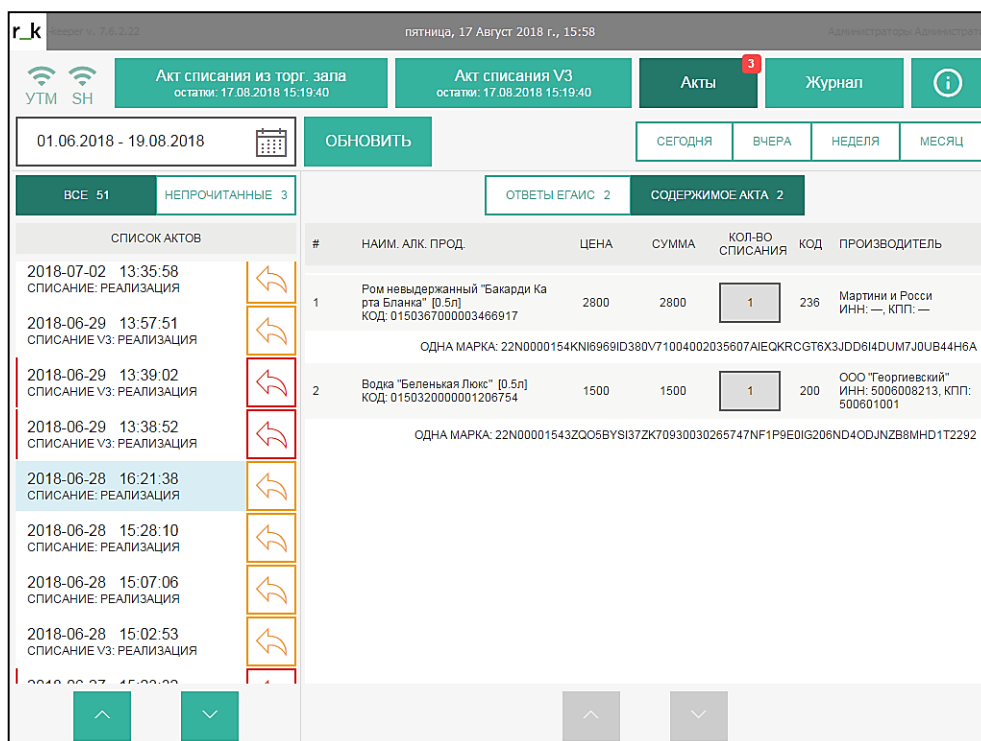 r_k
Keeper v. 7.6.2.22
пятница, 17 Август 2018 г., 15:58
Администраторы Администрат
УТМ
SH
Акт списания из торг. зала
остатки: 17.08.2018 15:19:40
Акт списания V3
остатки: 17.08.2018 15:19:40
Акты
3
Журнал
01.06.2018 - 19.08.2018
ОБНОВИТЬ
СЕГОДНЯ
ВЧЕРА
НЕДЕЛЯ
МЕСЯЦ
ВСЕ 51
НЕПРОЧИТАННЫЕ 3
ОТВЕТЫ ЕГАИС 2
СОДЕРЖИМОЕ АКТА 2
СПИСОК АКТОВ
2018-07-02 13:35:58
СПИСАНИЕ: РЕАЛИЗАЦИЯ
2018-06-29 13:57:51
СПИСАНИЕ V3: РЕАЛИЗАЦИЯ
2018-06-29 13:39:02
СПИСАНИЕ V3: РЕАЛИЗАЦИЯ
2018-06-29 13:38:52
СПИСАНИЕ V3: РЕАЛИЗАЦИЯ
2018-06-28 16:21:38
СПИСАНИЕ: РЕАЛИЗАЦИЯ
2018-06-28 15:28:10
СПИСАНИЕ: РЕАЛИЗАЦИЯ
2018-06-28 15:07:06
СПИСАНИЕ: РЕАЛИЗАЦИЯ
2018-06-28 15:02:53
СПИСАНИЕ V3: РЕАЛИЗАЦИЯ
# НАИМ. АЛК. ПРОД. ЦЕНА СУММА КОЛ-ВО СПИСАНИЯ КОД ПРОИЗВОДИТЕЛЬ
1
Ром невыдержанный "Бакарди Ка
рта Бланка" [0.5л]
КОД: 0150367000003466917
2800
2800
1
236
Мартини и Росси
ИНН: —, КПП: —
ОДНА МАРКА: 22N0000154KNI6969ID380V71004002035607AIEQKRCGT6X3JDD6I4DUM7J0UB44H6A
2
Водка "Беленькая Люкс" [0.5л]
КОД: 0150320000001206754
1500
1500
1
200
ООО "Георгиевский"
ИНН: 5006008213, КПП:
500601001
ОДНА МАРКА: 22N00001543ZQO5BYSI37ZK70930030265747NF1P9E0IG206ND4ODJNZB8MHD1T2292